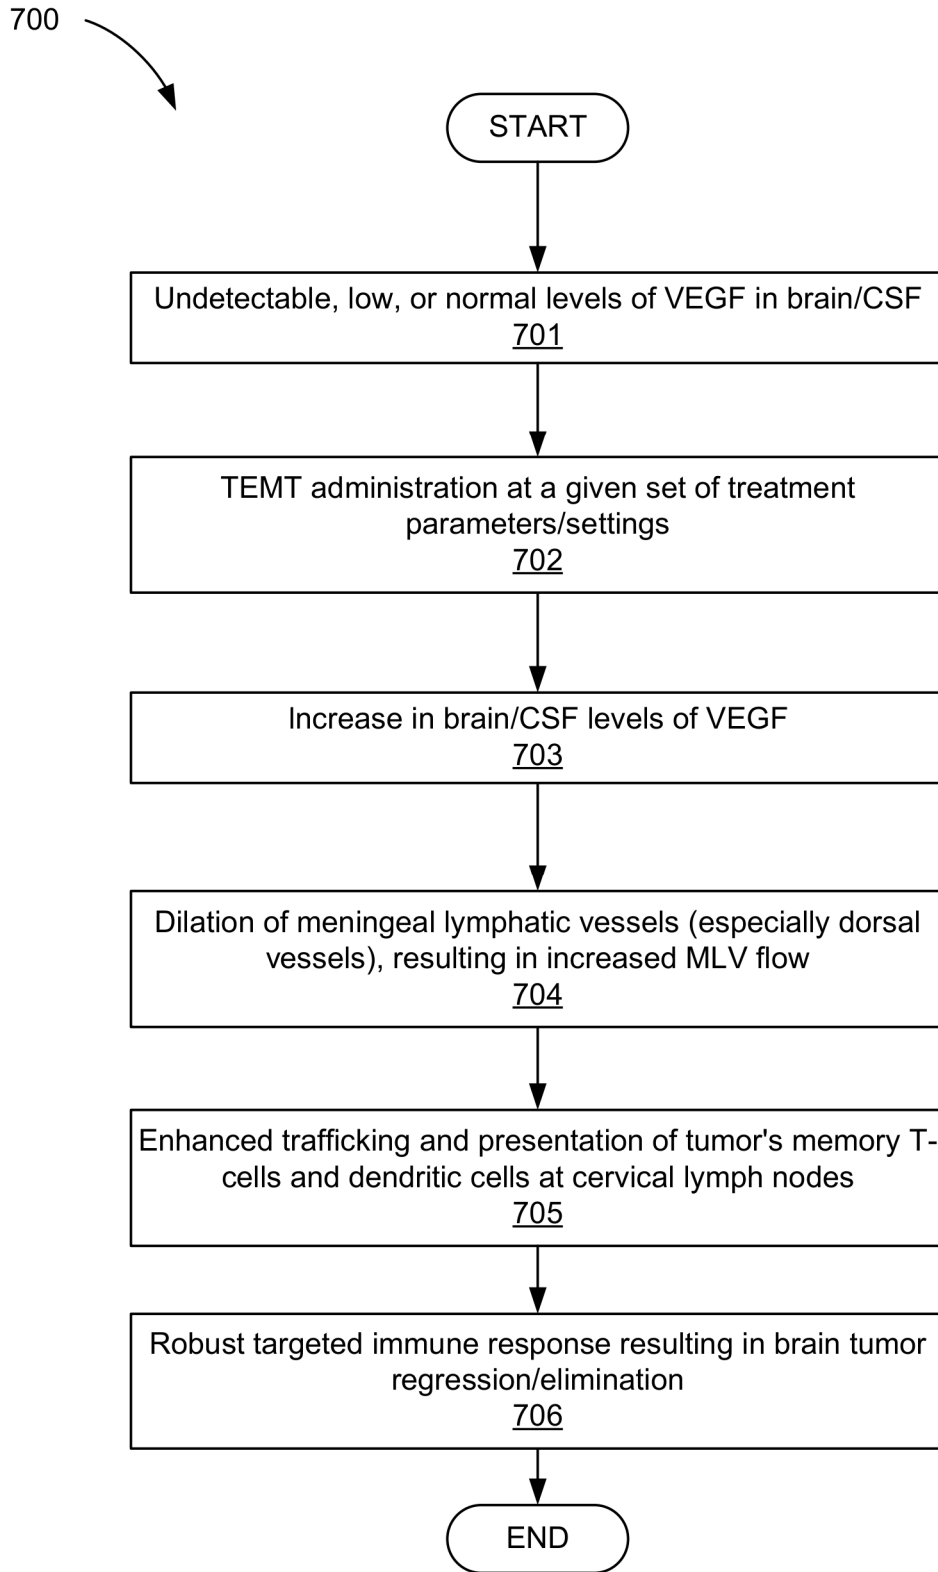 700
START
Undetectable, low, or normal levels of VEGF in brain/CSF
701
TEMT administration at a given set of treatment
parameters/settings
702
Increase in brain/CSF levels of VEGF
703
Dilation of meningeal lymphatic vessels (especially dorsal
vessels), resulting in increased MLV flow
704
Enhanced trafficking and presentation of tumor's memory T-
cells and dendritic cells at cervical lymph nodes
705
Robust targeted immune response resulting in brain tumor
regression/elimination
706
END